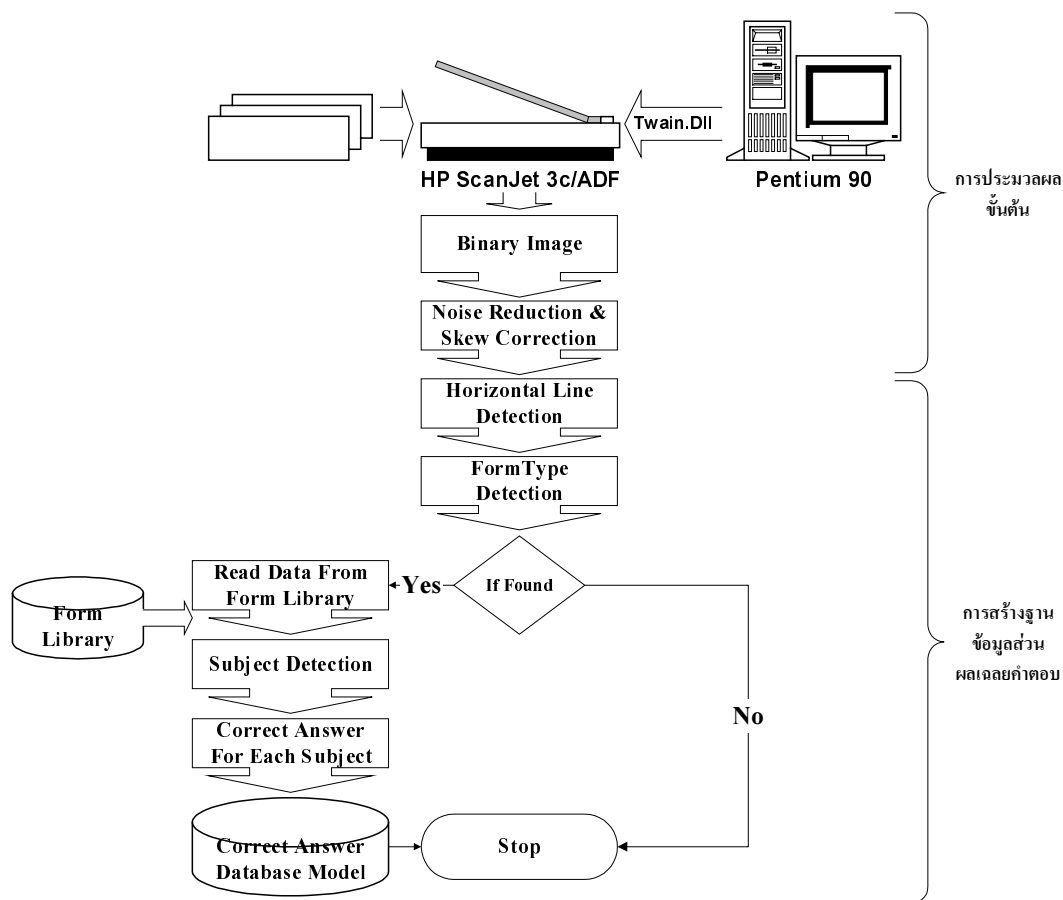 Twain.Dll
HP ScanJet 3c/ADF
Pentium 90
การประมวลผล
ขั้นต้น
Binary Image
Noise Reduction &
Skew Correction
Horizontal Line
Detection
FormType
Detection
If Found
Yes
Read Data From
Form Library
Form
Library
Subject Detection
Correct Answer
For Each Subject
No
Correct Answer
Database Model
Stop
การสร้างฐาน
ข้อมูลส่วน
ผลเฉลยคำตอบ